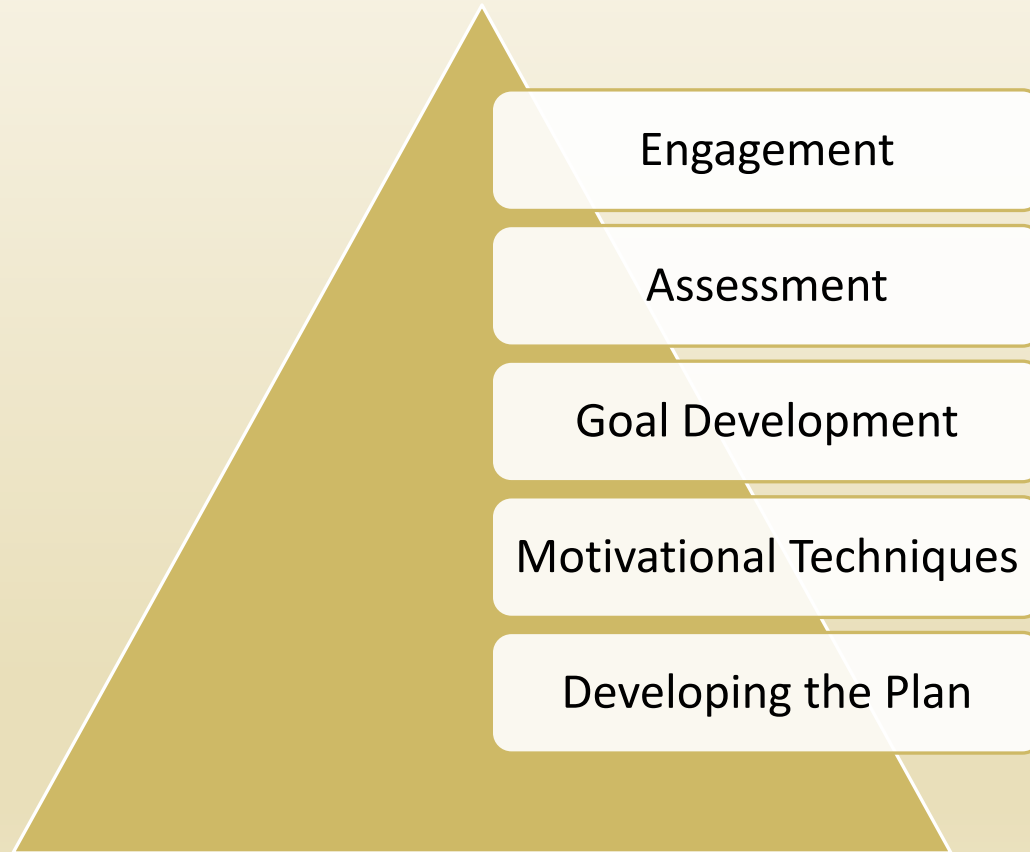 Engagement
Assessment
Goal Development
Motivational Techniques
Developing the Plan